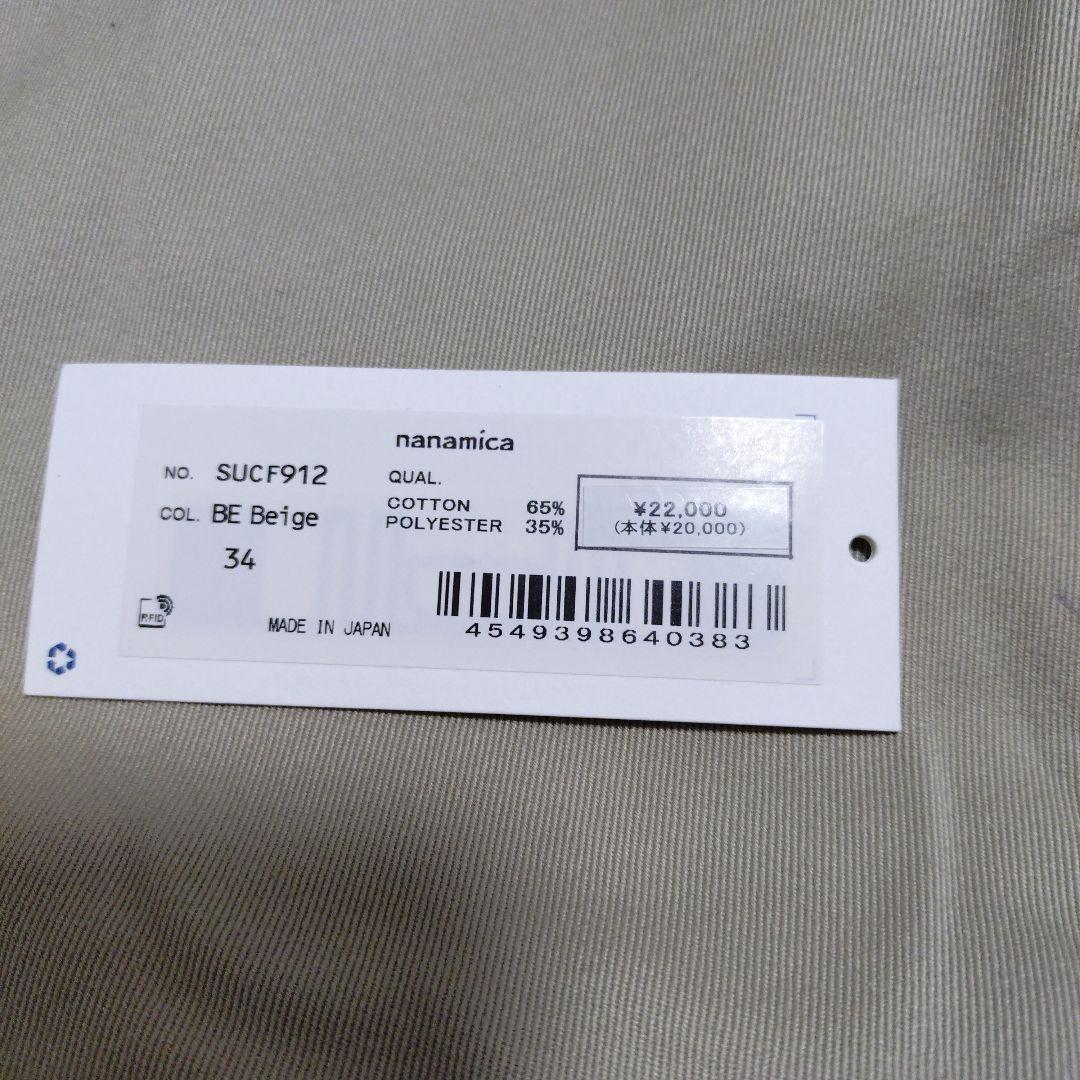 nanamica
NO. SUCF912
COL. BE Beige
34
QUAL.
COTTON 65%
POLYESTER 35%
¥22,000
(本体¥20,000)
RFID
MADE IN JAPAN
4549398640383